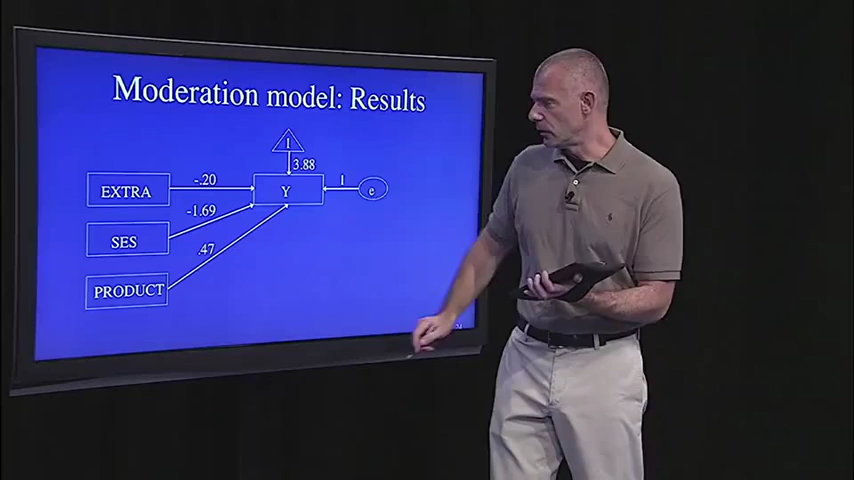 Moderation model: Results
1
3.88
EXTRA
-.20
Y
1
e
SES
-1.69
.47
PRODUCT